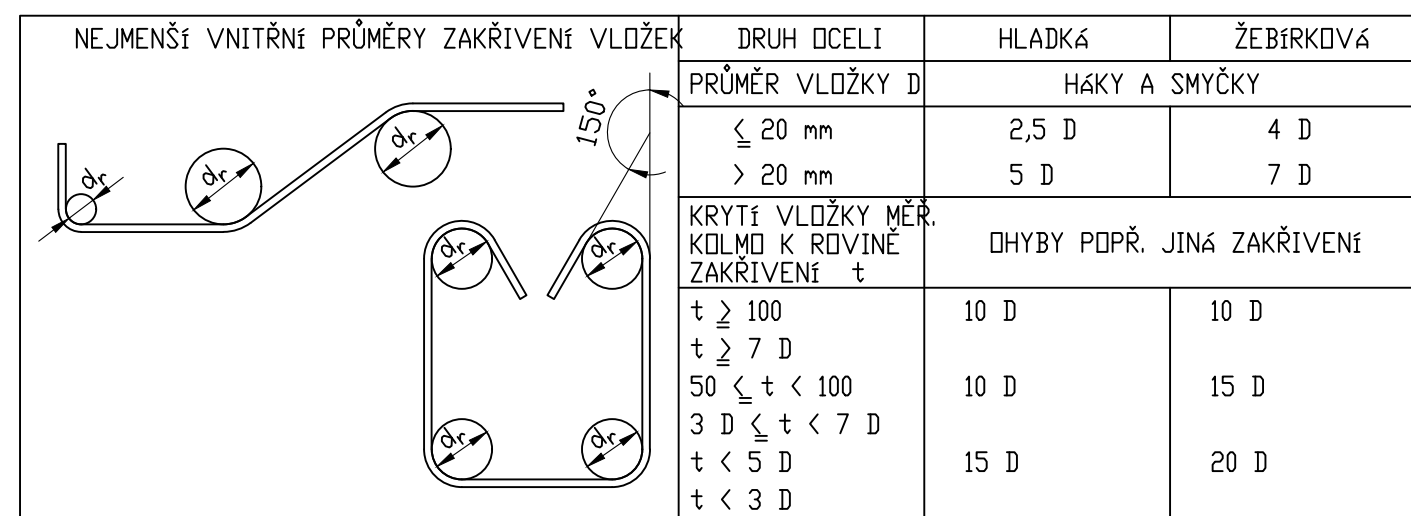 NEJMENŠÍ VNITŘNÍ PRŮMĚRY ZAKŘIVENÍ VLOŽEK
DRUH OCELI HLADKÁ ŽEBÍRKOVÁ
PRŮMĚR VLOŽKY D HÁKY A SMYČKY
≦ 20 mm 2,5 D 4 D
> 20 mm 5 D 7 D
KRYTÍ VLOŽKY MĚŘ.
KOLMO K ROVINĚ
ZAKŘIVENÍ t
OHYBY POPŘ. JINÁ ZAKŘIVENÍ
t ≧ 100 10 D 10 D
t ≧ 7 D
50 ≦ t < 100 10 D 15 D
3 D ≦ t < 7 D
t < 5 D 15 D 20 D
t < 3 D
dr
dr
dr
150°
dr
dr
dr
dr